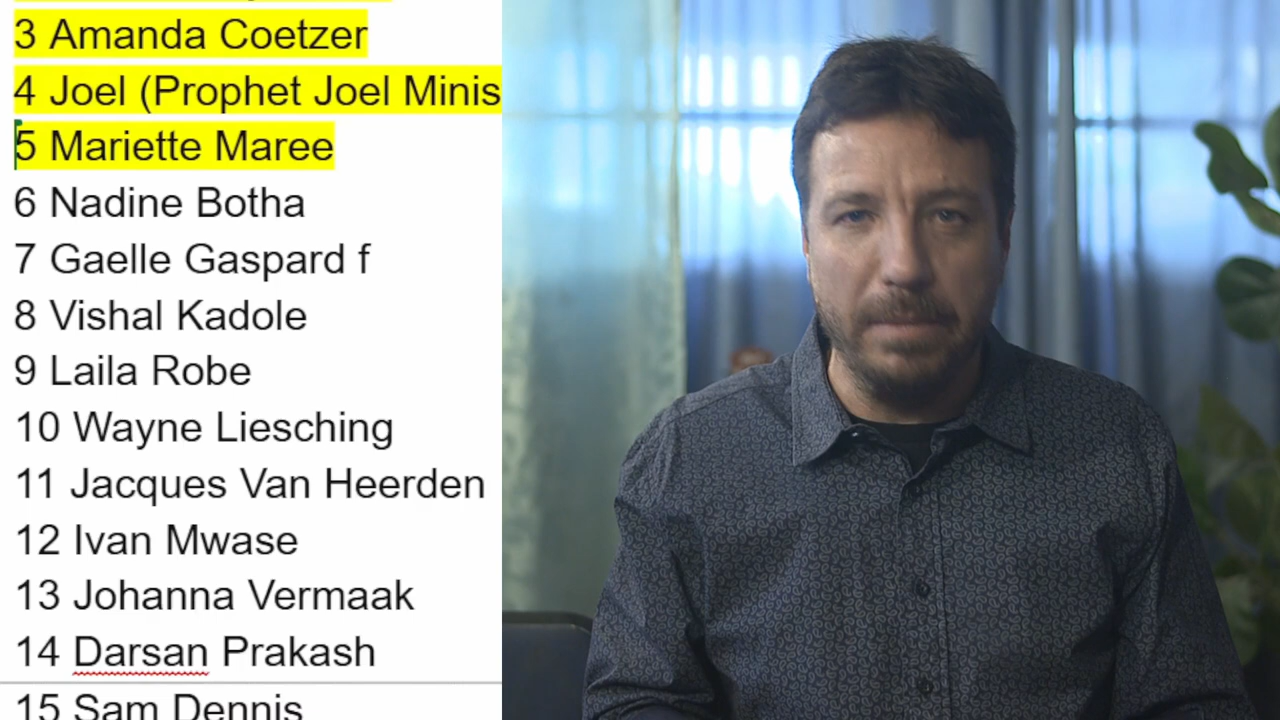 3 Amanda Coetzer
4 Joel (Prophet Joel Minis
5 Mariette Maree
6 Nadine Botha
7 Gaelle Gaspard f
8 Vishal Kadole
9 Laila Robe
10 Wayne Liesching
11 Jacques Van Heerden
12 Ivan Mwase
13 Johanna Vermaak
14 Darsan Prakash
15 Sam Dennis